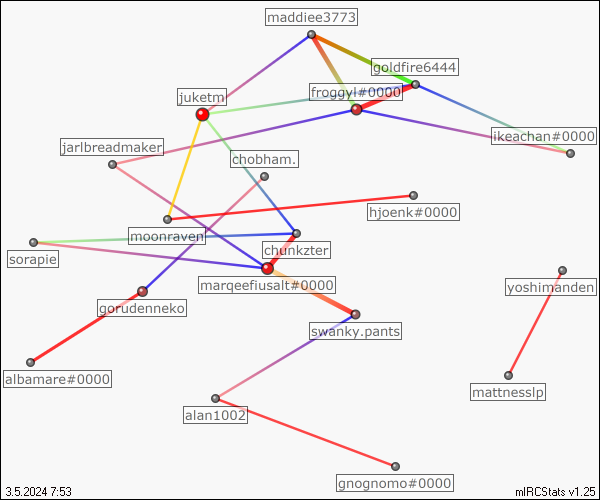 maddiee3773
goldfire6444
froggyl#0000
juketm
ikeachan#0000
jarlbreadmaker
chobham.
hjoenk#0000
moonraven
chunkzter
sorapie
marqeefiusalt#0000
yoshimanden
gorudenneko
swanky.pants
albamare#0000
mattnesslp
alan1002
gnognomo#0000
3.5.2024 7:53
mIRCStats v1.25